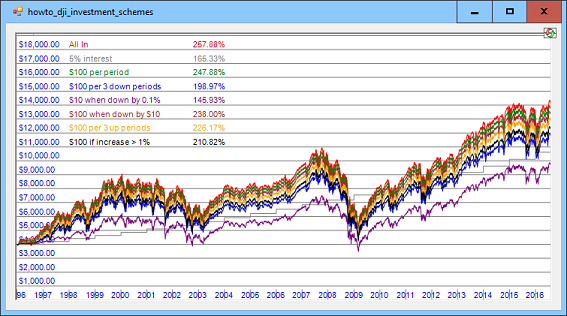 howto_dji_investment_schemes
$18,000.00 All In 257.68%
$17,000.00 5% interest 165.33%
$16,000.00 $100 per period 247.88%
$15,000.00 $100 per 3 down periods 198.97%
$14,000.00 $10 when down by 0.1% 145.93%
$13,000.00 $100 when down by $10 238.00%
$12,000.00 $100 per 3 up periods 226.17%
$11,000.00 $100 if increase > 1% 210.82%
$10,000.00
$9,000.00
$8,000.00
$7,000.00
$6,000.00
$5,000.00
$4,000.00
$3,000.00
$2,000.00
$1,000.00
96 1997 1998 1999 2000 2001 2002 2003 2004 2005 2006 2007 2008 2009 2010 2011 2012 2013 2014 2015 2016